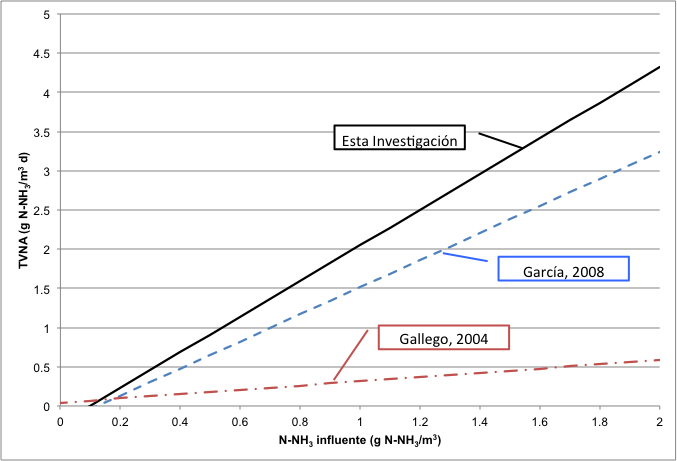 5
4.5
4
3.5
3
2.5
2
1.5
1
0.5
0
TVNA (g N-NH₃/m³ d)
Esta Investigación
García, 2008
Gallego, 2004
0 0.2 0.4 0.6 0.8 1 1.2 1.4 1.6 1.8 2
N-NH₃ influente (g N-NH₃/m³)